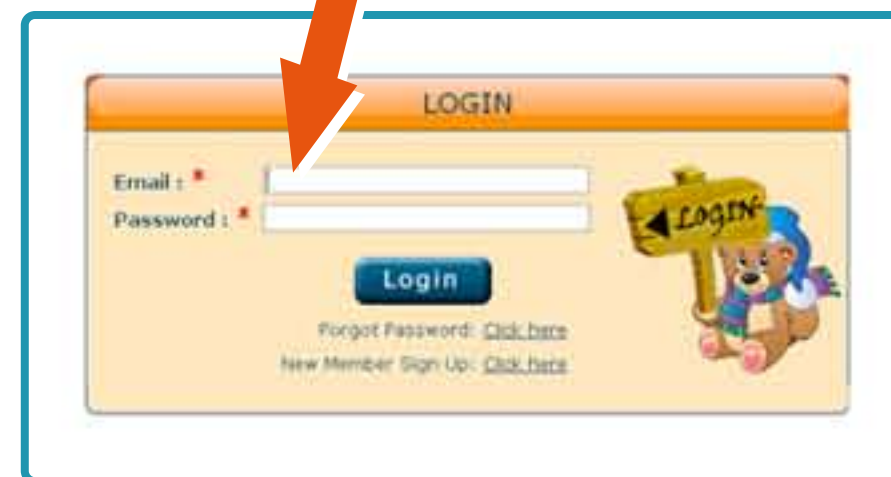 LOGIN
Email : *
Password : *
LOGIN
Login
Forgot Password: Click here
New Member Sign Up: Click here